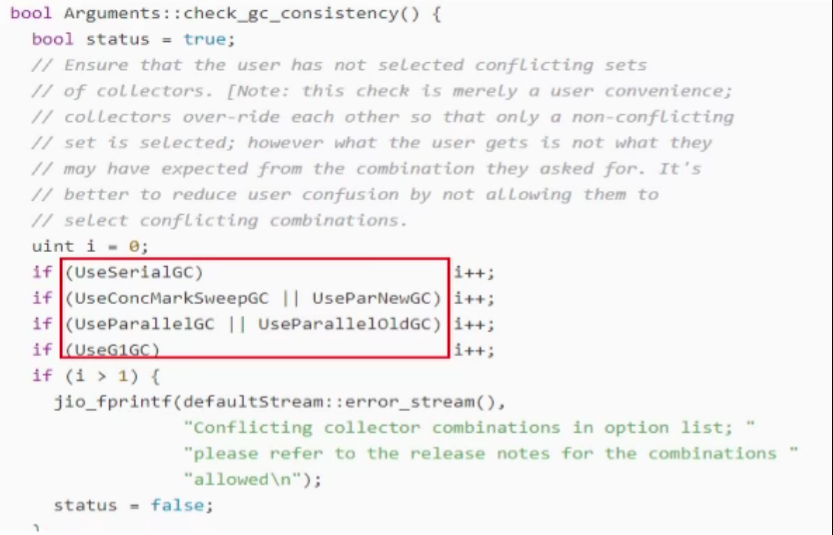 bool Arguments::check_gc_consistency() {
  bool status = true;
  // Ensure that the user has not selected conflicting sets
  // of collectors. [Note: this check is merely a user convenience;
  // collectors over-ride each other so that only a non-conflicting
  // set is selected; however what the user gets is not what they
  // may have expected from the combination they asked for. It's
  // better to reduce user confusion by not allowing them to
  // select conflicting combinations.
  uint i = 0;
  if (UseSerialGC)                       i++;
  if (UseConcMarkSweepGC || UseParNewGC) i++;
  if (UseParallelGC || UseParallelOldGC) i++;
  if (UseG1GC)                           i++;
  if (i > 1) {
    jio_fprintf(defaultStream::error_stream(),
                "Conflicting collector combinations in option list; "
                "please refer to the release notes for the combinations "
                "allowed\n");
    status = false;
  }